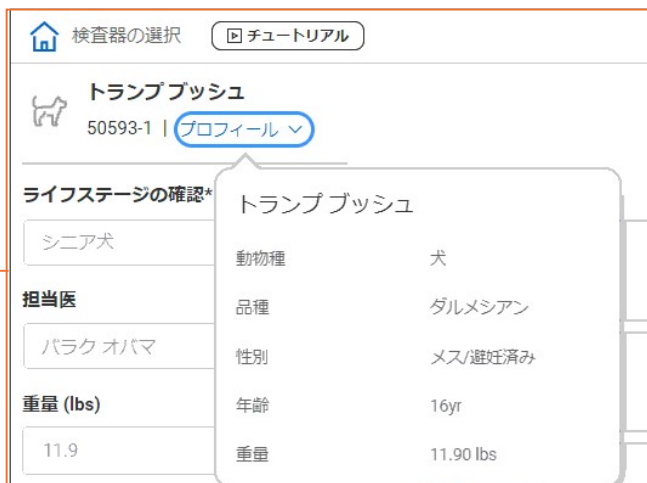 検査器の選択 チュートリアル
トランプ ブッシュ
50593-1 | プロフィール
ライフステージの確認*
シニア犬
担当医
バラク オバマ
重量 (lbs)
11.9
トランプ ブッシュ
動物種 犬
品種 ダルメシアン
性別 メス/避妊済み
年齢 16yr
重量 11.90 lbs